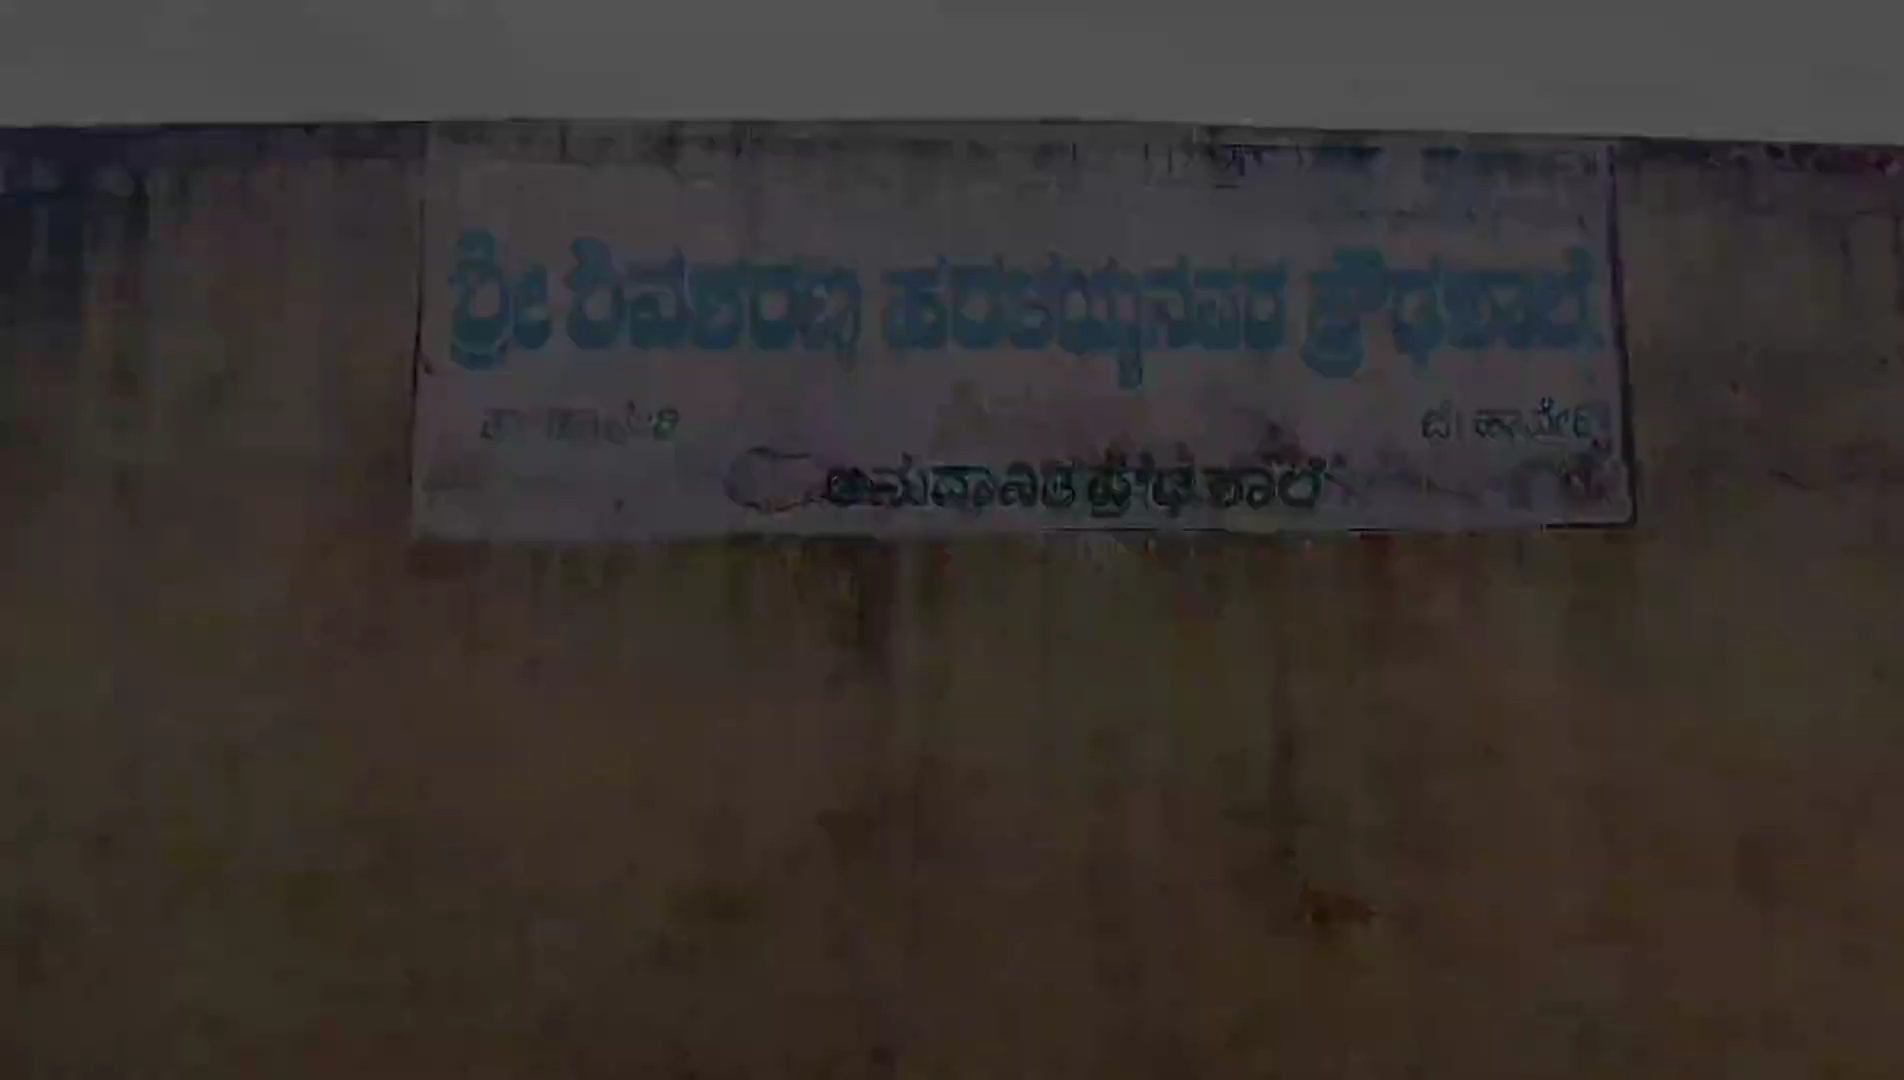 ಶ್ರೀ ಶಿವಶರಣ ಹರಳಯ್ಯನವರ ಪ್ರೌಢಶಾಲೆ
ತಾ ಹಾವೇರಿ ಜಿ। ಹಾವೇರಿ
ಅನುದಾನಿತ ಪ್ರೌಢ ಶಾಲೆ